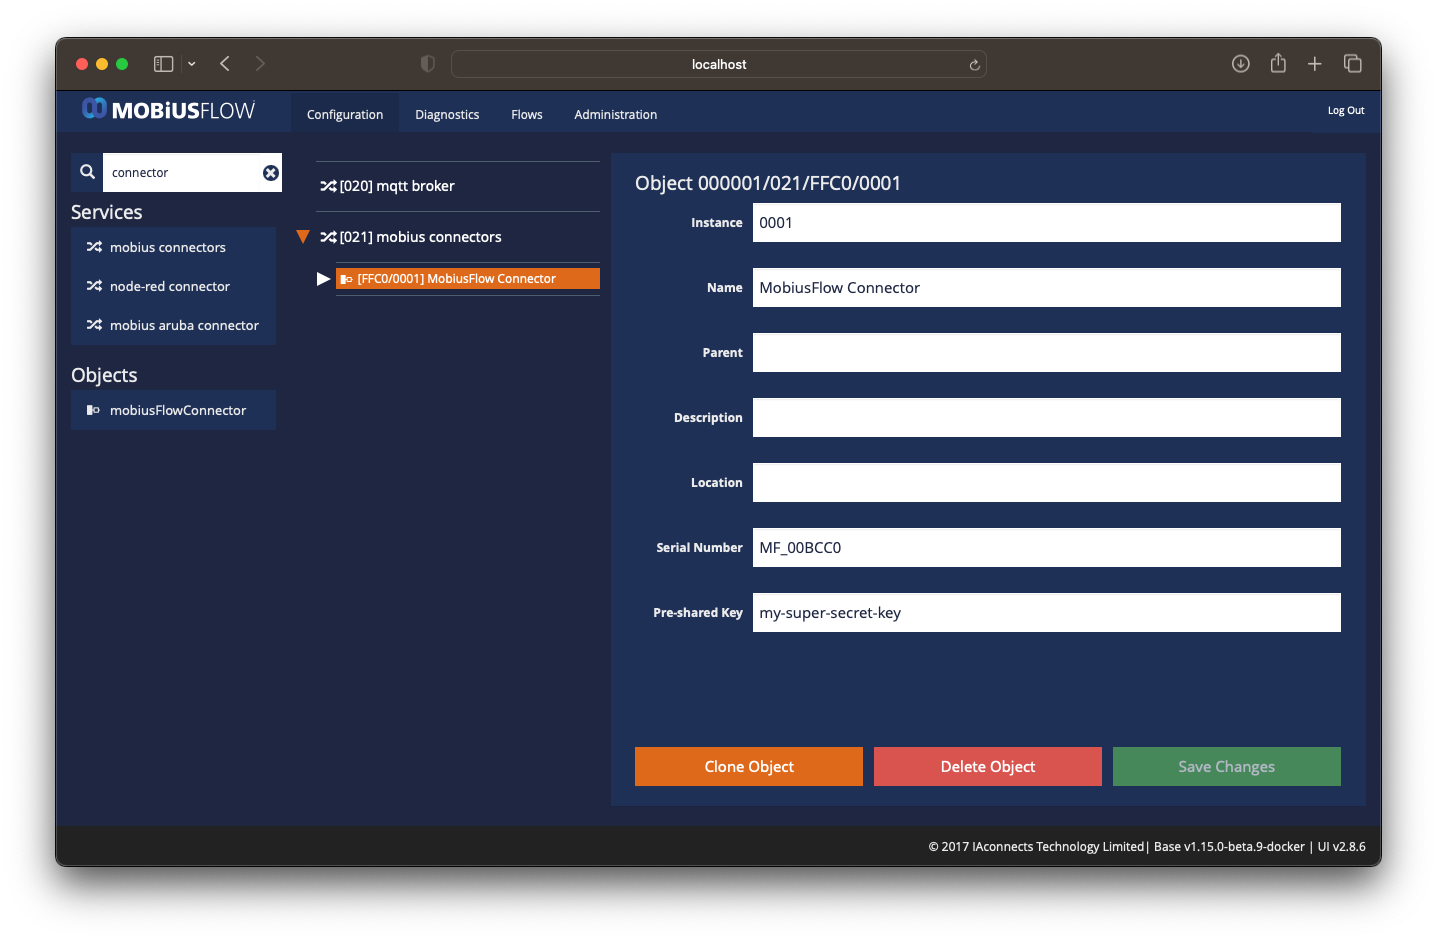 localhost
MOBiUSFLOW
Configuration
Diagnostics
Flows
Administration
Log Out
connector
Services
mobius connectors
node-red connector
mobius aruba connector
Objects
mobiusFlowConnector
[020] mqtt broker
[021] mobius connectors
[FFC0/0001] MobiusFlow Connector
Object 000001/021/FFC0/0001
Instance 0001
Name MobiusFlow Connector
Parent
Description
Location
Serial Number MF_00BCC0
Pre-shared Key my-super-secret-key
Clone Object
Delete Object
Save Changes
© 2017 IAconnects Technology Limited| Base v1.15.0-beta.9-docker | UI v2.8.6